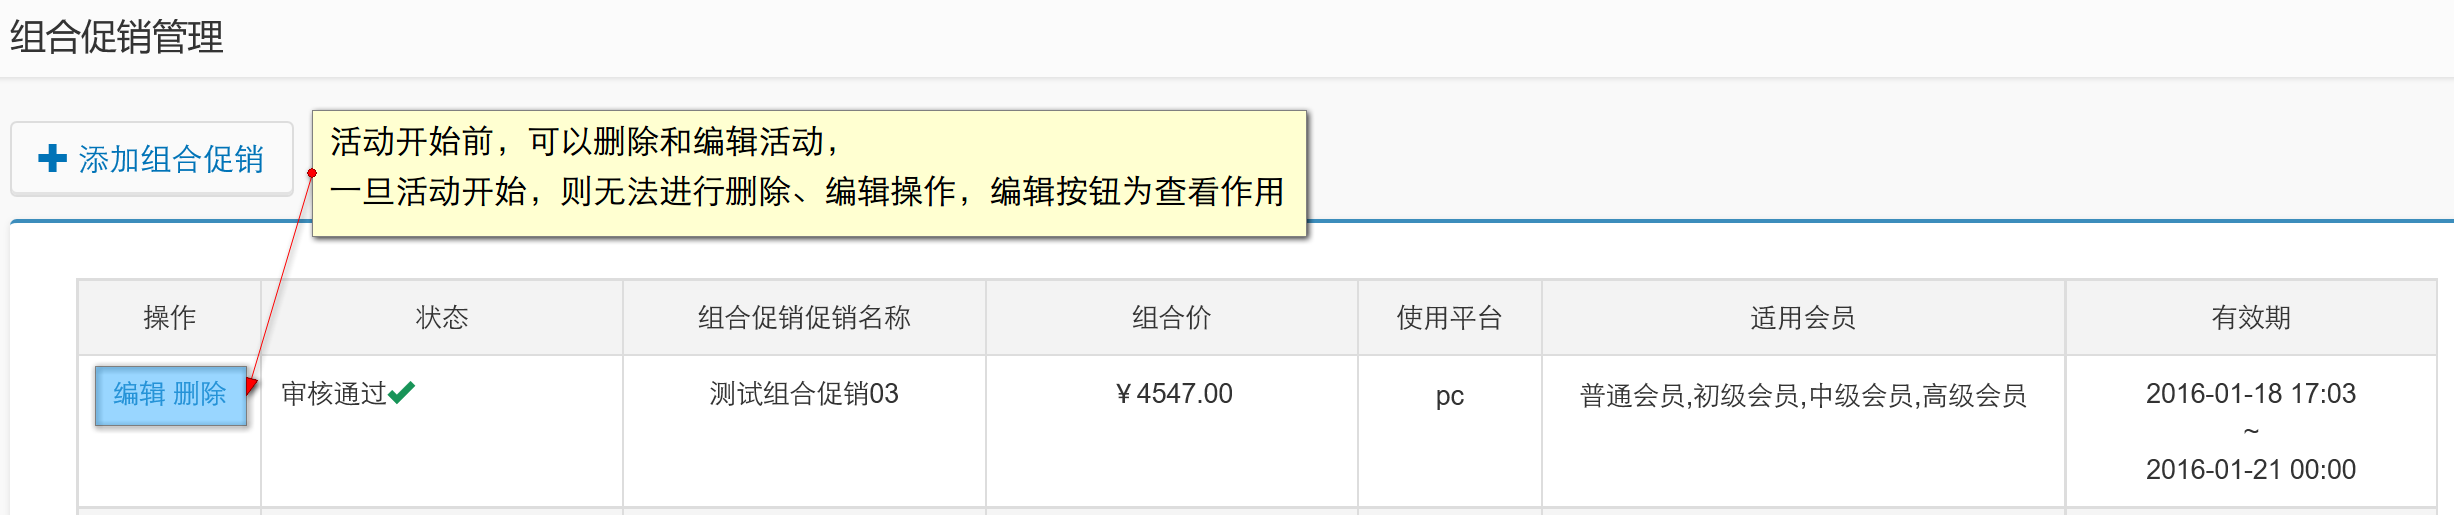 组合促销管理
添加组合促销
活动开始前，可以删除和编辑活动，
一旦活动开始，则无法进行删除、编辑操作，编辑按钮为查看作用
操作 状态 组合促销促销名称 组合价 使用平台 适用会员 有效期
编辑 删除 审核通过 测试组合促销03 ¥4547.00 pc 普通会员,初级会员,中级会员,高级会员 2016-01-18 17:03
~
2016-01-21 00:00